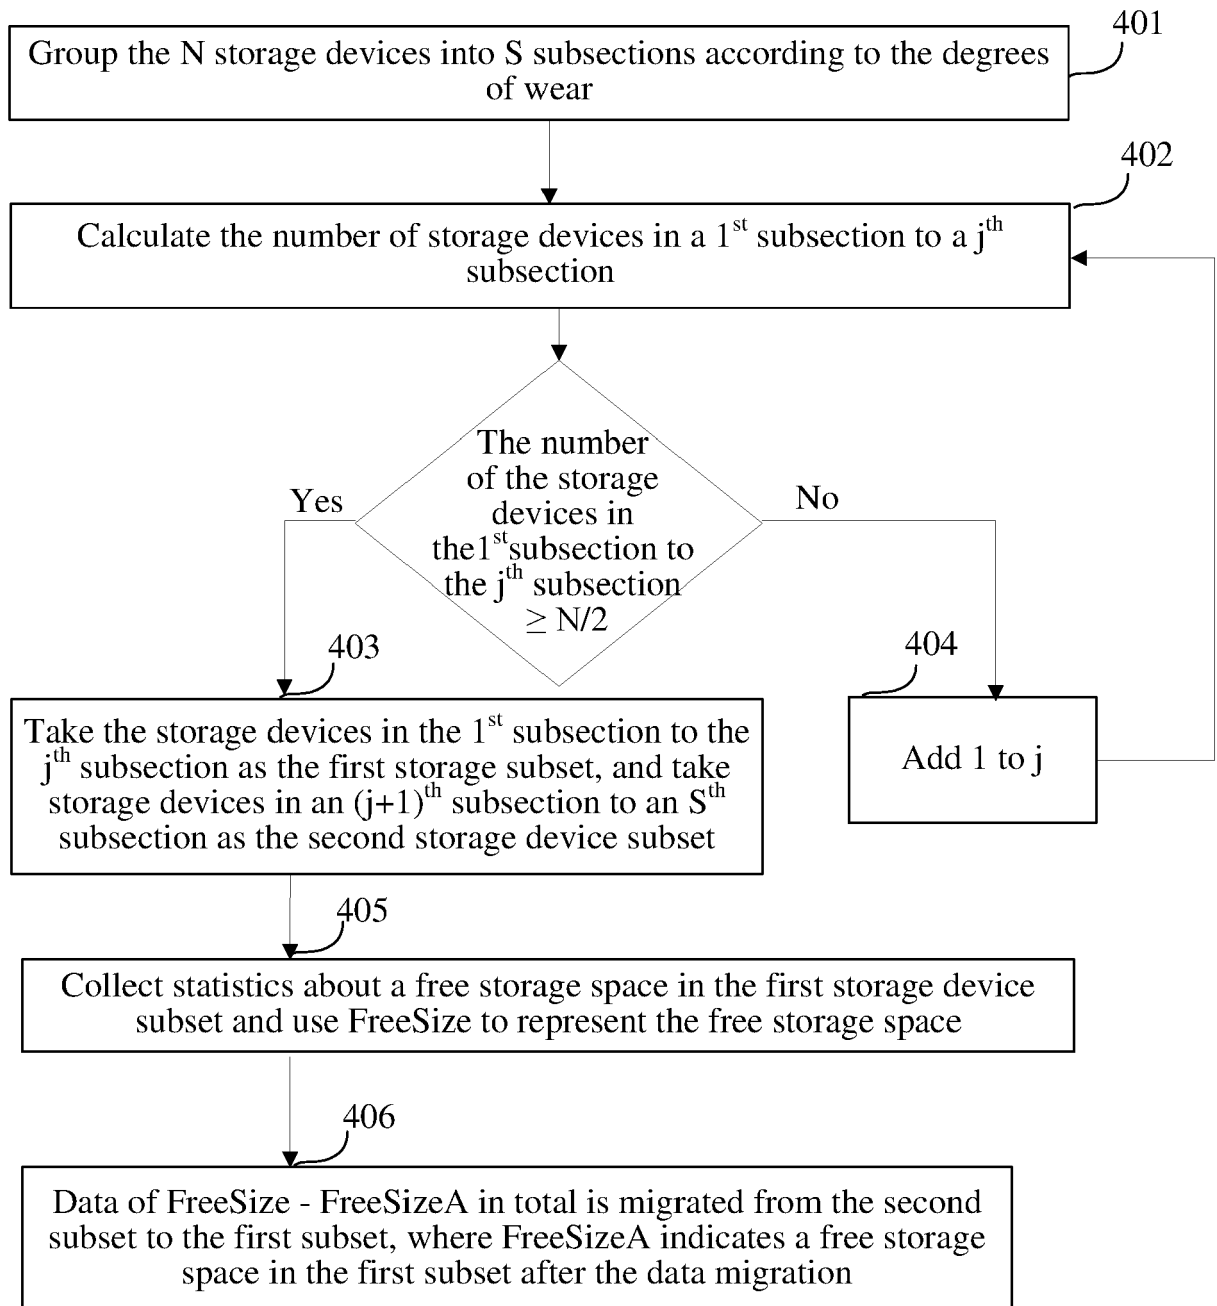 401
Group the N storage devices into S subsections according to the degrees
of wear
402
Calculate the number of storage devices in a 1st subsection to a jth
subsection
The number
of the storage
devices in
the1stsubsection to
the jth subsection
≥ N/2
Yes
No
403
404
Take the storage devices in the 1st subsection to the
jth subsection as the first storage subset, and take
storage devices in an (j+1)th subsection to an Sth
subsection as the second storage device subset
Add 1 to j
405
Collect statistics about a free storage space in the first storage device
subset and use FreeSize to represent the free storage space
406
Data of FreeSize - FreeSizeA in total is migrated from the second
subset to the first subset, where FreeSizeA indicates a free storage
space in the first subset after the data migration